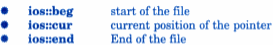 ios::beg start of the file
ios::cur current position of the pointer
ios::end End of the file